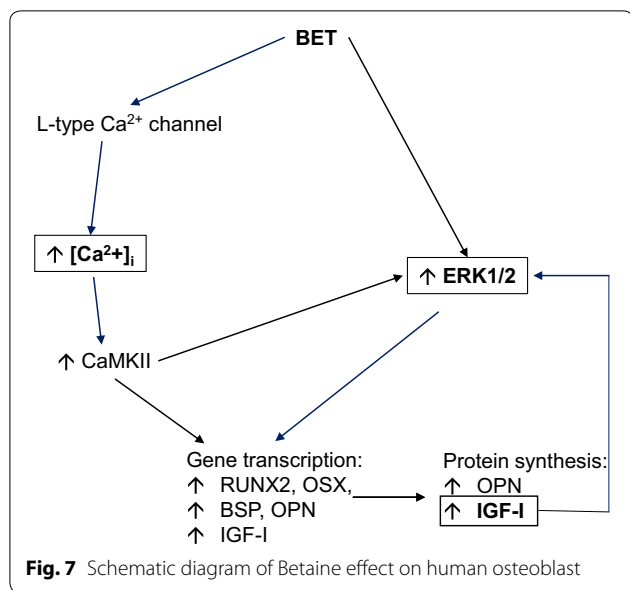 BET
L-type Ca²⁺ channel
↑ [Ca²+]ᵢ
↑ ERK1/2
↑ CaMKII
Gene transcription:
↑ RUNX2, OSX,
↑ BSP, OPN
↑ IGF-I
Protein synthesis:
↑ OPN
↑ IGF-I
Fig. 7 Schematic diagram of Betaine effect on human osteoblast